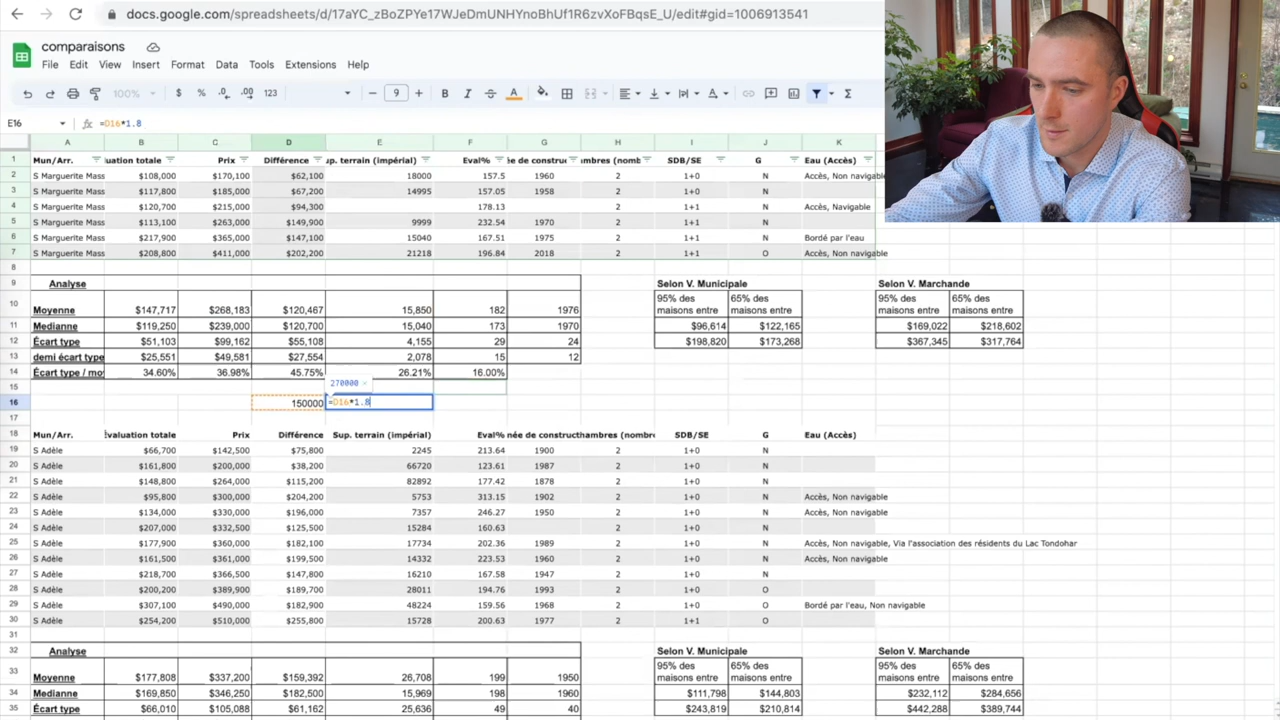 docs.google.com/spreadsheets/d/17aYC_zBoZPYe17WJeDmUNHYnoBhUf1R6zvXoFBqsE_U/edit#gid=1006913541
comparaisons
File Edit View Insert Format Data Tools Extensions Help
100% $ % .0 .00 123 9 B I S A
E16 fx =D16*1.8
A B C D E F G H I J K
1 Mun/Arr. luation totale Prix Différence up. terrain (impérial) Eval% ée de construc hambres (nomb SDB/SE G Eau (Accès)
2 S Marguerite Mass $108,000 $170,100 $62,100 18000 157.5 1960 2 1+0 N Accès, Non navigable
3 S Marguerite Mass $117,800 $185,000 $67,200 14995 157.05 1958 2 1+0 N
4 S Marguerite Mass $120,700 $215,000 $94,300 178.13 2 1+1 N Accès, Navigable
5 S Marguerite Mass $113,100 $263,000 $149,900 9999 232.54 1970 2 1+1 N
6 S Marguerite Mass $217,900 $365,000 $147,100 15040 167.51 1975 2 1+1 N Bordé par l'eau
7 S Marguerite Mass $208,800 $411,000 $202,200 21218 196.84 2018 2 1+1 O Accès, Non navigable
8
9 Analyse Selon V. Municipale Selon V. Marchande
10 Moyenne $147,717 $268,183 $120,467 15,850 182 1976 95% des maisons entre 65% des maisons entre 95% des maisons entre 65% des maisons entre
11 Medianne $119,250 $239,000 $120,700 15,040 173 1970 $96,614 $122,165 $169,022 $218,602
12 Écart type $51,103 $99,162 $55,108 4,155 29 24 $198,820 $173,268 $367,345 $317,764
13 demi écart type $25,551 $49,581 $27,554 2,078 15 12
14 Écart type / mo 34.60% 36.98% 45.75% 26.21% 16.00%
15 270000 ×
16 150000 =D16*1.8
17
18 Mun/Arr. Évaluation totale Prix Différence Sup. terrain (impérial) Eval% née de construct hambres (nombre SDB/SE G Eau (Accès)
19 S Adèle $66,700 $142,500 $75,800 2245 213.64 1900 2 1+0 N
20 S Adèle $161,800 $200,000 $38,200 66720 123.61 1987 2 1+0 N
21 S Adèle $148,800 $264,000 $115,200 82892 177.42 1878 2 1+0 N
22 S Adèle $95,800 $300,000 $204,200 5753 313.15 1902 2 1+0 N Accès, Non navigable
23 S Adèle $134,000 $330,000 $196,000 7357 246.27 1950 2 1+0 N Accès, Non navigable
24 S Adèle $207,000 $332,500 $125,500 15284 160.63 2 1+0 N
25 S Adèle $177,900 $360,000 $182,100 17734 202.36 1989 2 1+0 N Accès, Non navigable, Via l'association des résidents du Lac Tondohar
26 S Adèle $161,500 $361,000 $199,500 14332 223.53 1960 2 1+0 N Accès, Non navigable
27 S Adèle $218,700 $366,500 $147,800 16210 167.58 1947 2 1+0 N
28 S Adèle $200,200 $389,900 $189,700 28011 194.76 1993 2 1+0 O
29 S Adèle $307,100 $490,000 $182,900 48224 159.56 1968 2 1+0 O Bordé par l'eau, Non navigable
30 S Adèle $254,200 $510,000 $255,800 15728 200.63 1977 2 1+1 O
31
32 Analyse Selon V. Municipale Selon V. Marchande
33 Moyenne $177,808 $337,200 $159,392 26,708 199 1950 95% des maisons entre 65% des maisons entre 95% des maisons entre 65% des maisons entre
34 Medianne $169,850 $346,250 $182,500 15,969 198 1960 $111,798 $144,803 $232,112 $284,656
35 Écart type $66,010 $105,088 $61,162 25,636 49 40 $243,819 $210,814 $442,288 $389,744